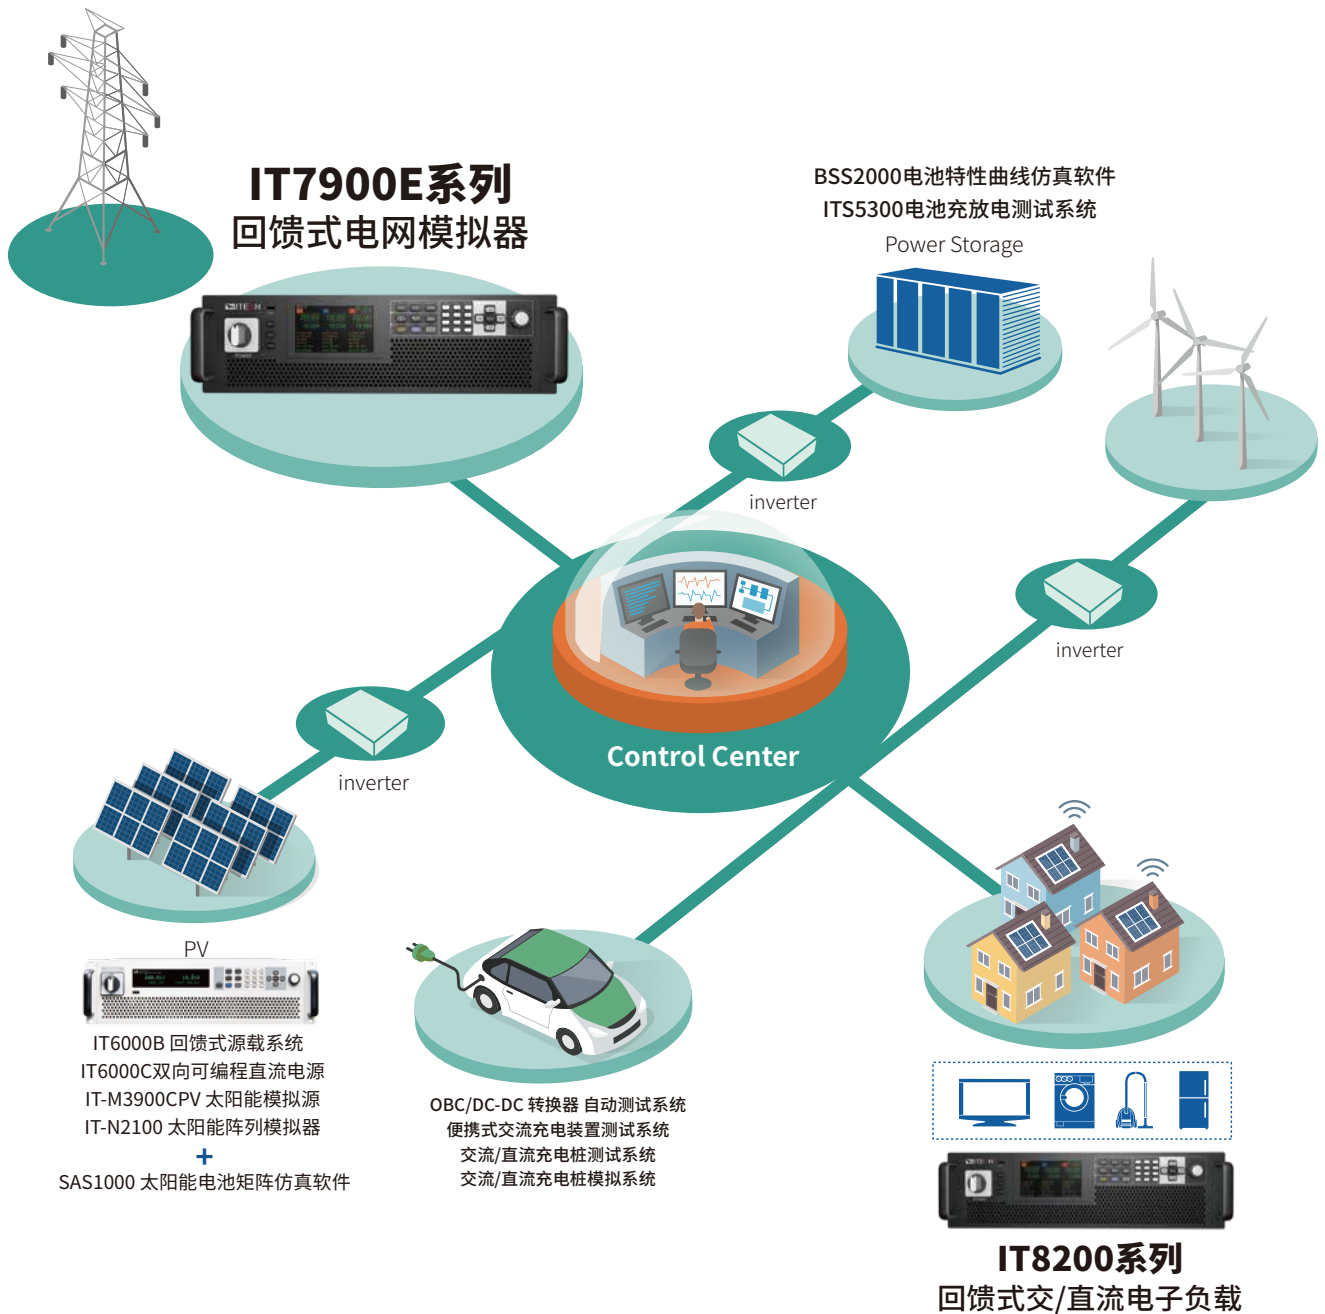 IT7900E系列
回馈式电网模拟器
ITECH
BSS2000电池特性曲线仿真软件
ITS5300电池充放电测试系统
Power Storage
inverter
inverter
Control Center
inverter
PV
IT6000B 回馈式源载系统
IT6000C双向可编程直流电源
IT-M3900CPV 太阳能模拟源
IT-N2100 太阳能阵列模拟器
+
SAS1000 太阳能电池矩阵仿真软件
OBC/DC-DC 转换器 自动测试系统
便携式交流充电装置测试系统
交流/直流充电桩测试系统
交流/直流充电桩模拟系统
ITECH
IT8200系列
回馈式交/直流电子负载